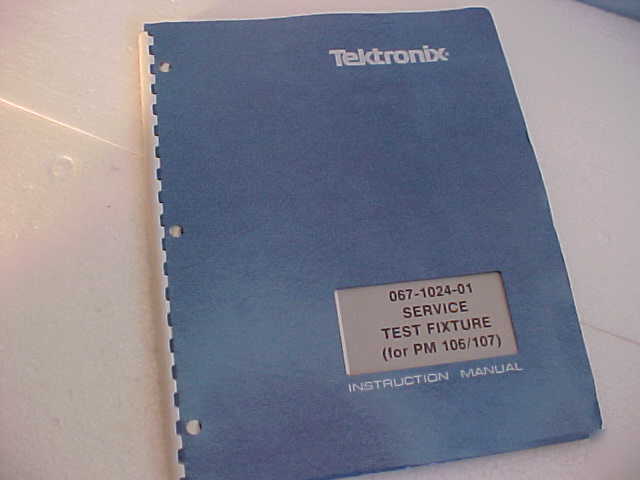 Tektronix
067-1024-01
SERVICE
TEST FIXTURE
(for PM 106/107)
INSTRUCTION MANUAL